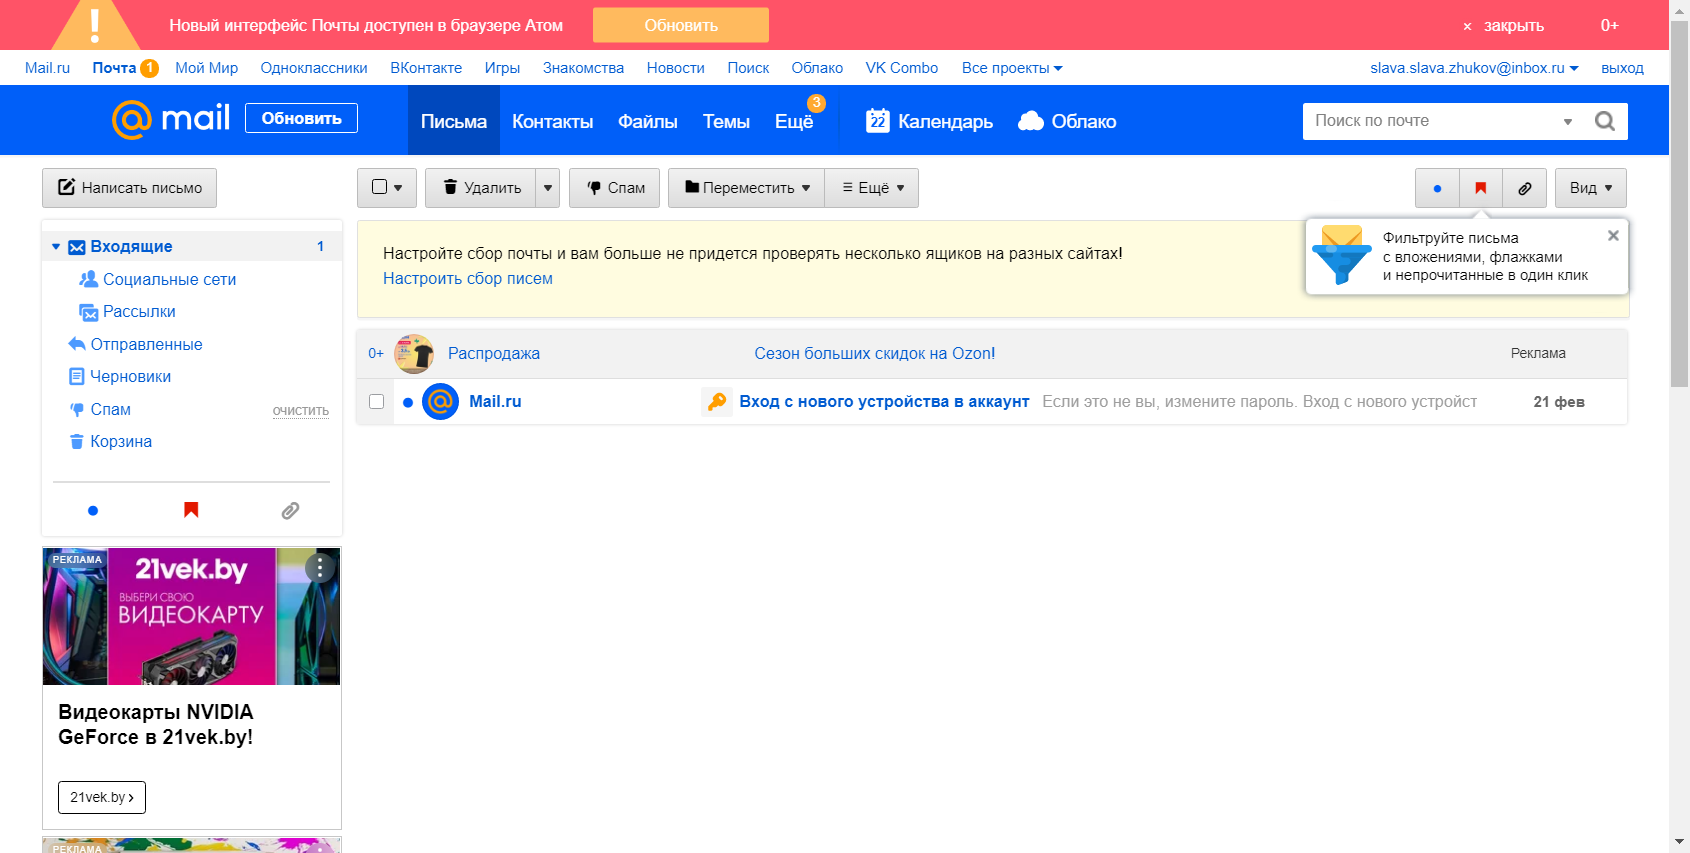 Новый интерфейс Почты доступен в браузере Атом
Обновить
× закрыть
0+
Mail.ru
Почта 1
Мой Мир
Одноклассники
ВКонтакте
Игры
Знакомства
Новости
Поиск
Облако
VK Combo
Все проекты
slava.slava.zhukov@inbox.ru
выход
mail
Обновить
Письма
Контакты
Файлы
Темы
Ещё 3
22 Календарь
Облако
Поиск по почте
Написать письмо
Удалить
Спам
Переместить
Ещё
Вид
Входящие 1
Социальные сети
Рассылки
Отправленные
Черновики
Спам очистить
Корзина
Настройте сбор почты и вам больше не придется проверять несколько ящиков на разных сайтах!
Настроить сбор писем
Фильтруйте письма
с вложениями, флажками
и непрочитанные в один клик
0+ Распродажа Сезон больших скидок на Ozon! Реклама
Mail.ru Вход с нового устройства в аккаунт Если это не вы, измените пароль. Вход с нового устройст 21 фев
РЕКЛАМА
21vek.by
ВЫБЕРИ СВОЮ
ВИДЕОКАРТУ
Видеокарты NVIDIA
GeForce в 21vek.by!
21vek.by
РЕКЛАМА